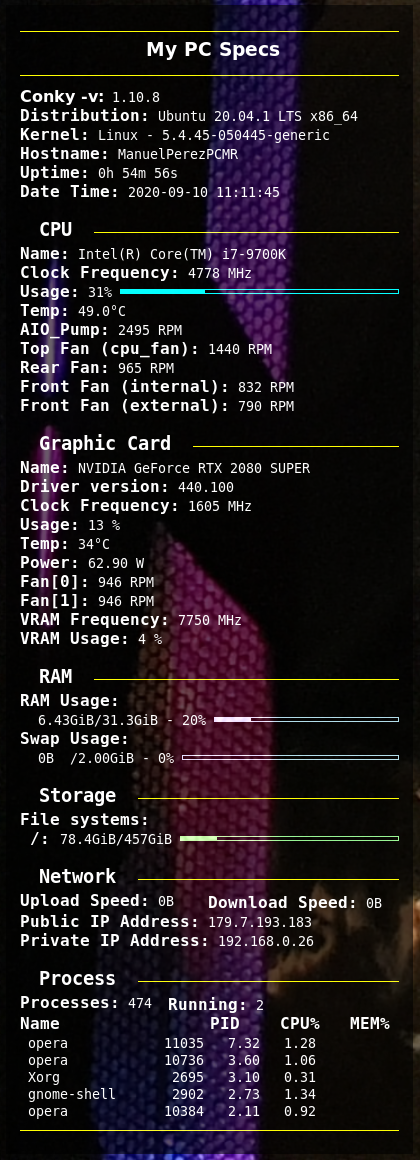 My PC Specs
Conky -v: 1.10.8
Distribution: Ubuntu 20.04.1 LTS x86_64
Kernel: Linux - 5.4.45-050445-generic
Hostname: ManuelPerezPCMR
Uptime: 0h 54m 56s
Date Time: 2020-09-10 11:11:45
CPU
Name: Intel(R) Core(TM) i7-9700K
Clock Frequency: 4778 MHz
Usage: 31%
Temp: 49.0°C
AIO_Pump: 2495 RPM
Top Fan (cpu_fan): 1440 RPM
Rear Fan: 965 RPM
Front Fan (internal): 832 RPM
Front Fan (external): 790 RPM
Graphic Card
Name: NVIDIA GeForce RTX 2080 SUPER
Driver version: 440.100
Clock Frequency: 1605 MHz
Usage: 13 %
Temp: 34°C
Power: 62.90 W
Fan[0]: 946 RPM
Fan[1]: 946 RPM
VRAM Frequency: 7750 MHz
VRAM Usage: 4 %
RAM
RAM Usage:
6.43GiB/31.3GiB - 20%
Swap Usage:
0B /2.00GiB - 0%
Storage
File systems:
/: 78.4GiB/457GiB
Network
Upload Speed: 0B Download Speed: 0B
Public IP Address: 179.7.193.183
Private IP Address: 192.168.0.26
Process
Processes: 474 Running: 2
Name PID CPU% MEM%
opera 11035 7.32 1.28
opera 10736 3.60 1.06
Xorg 2695 3.10 0.31
gnome-shell 2902 2.73 1.34
opera 10384 2.11 0.92